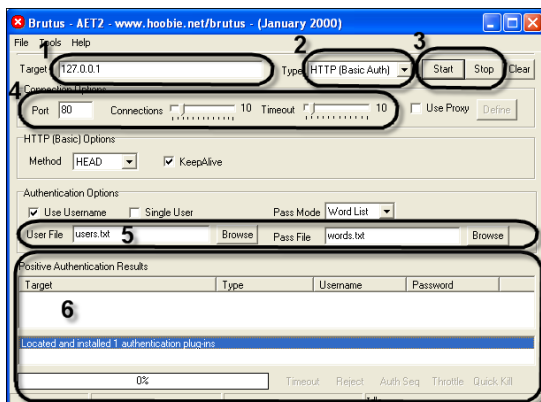 Brutus - AET2 - www.hoobie.net/brutus - (January 2000)
File Tools Help
1 2 3
Target 127.0.0.1 Type HTTP (Basic Auth) Start Stop Clear
Connection Options
4
Port 80 Connections 10 Timeout 10 Use Proxy Define
HTTP (Basic) Options
Method HEAD KeepAlive
Authentication Options
Use Username Single User Pass Mode Word List
User File users.txt 5 Browse Pass File words.txt Browse
Positive Authentication Results
Target Type Username Password
6
Located and installed 1 authentication plug-ins
0% Timeout Reject Auth Seq Throttle Quick Kill